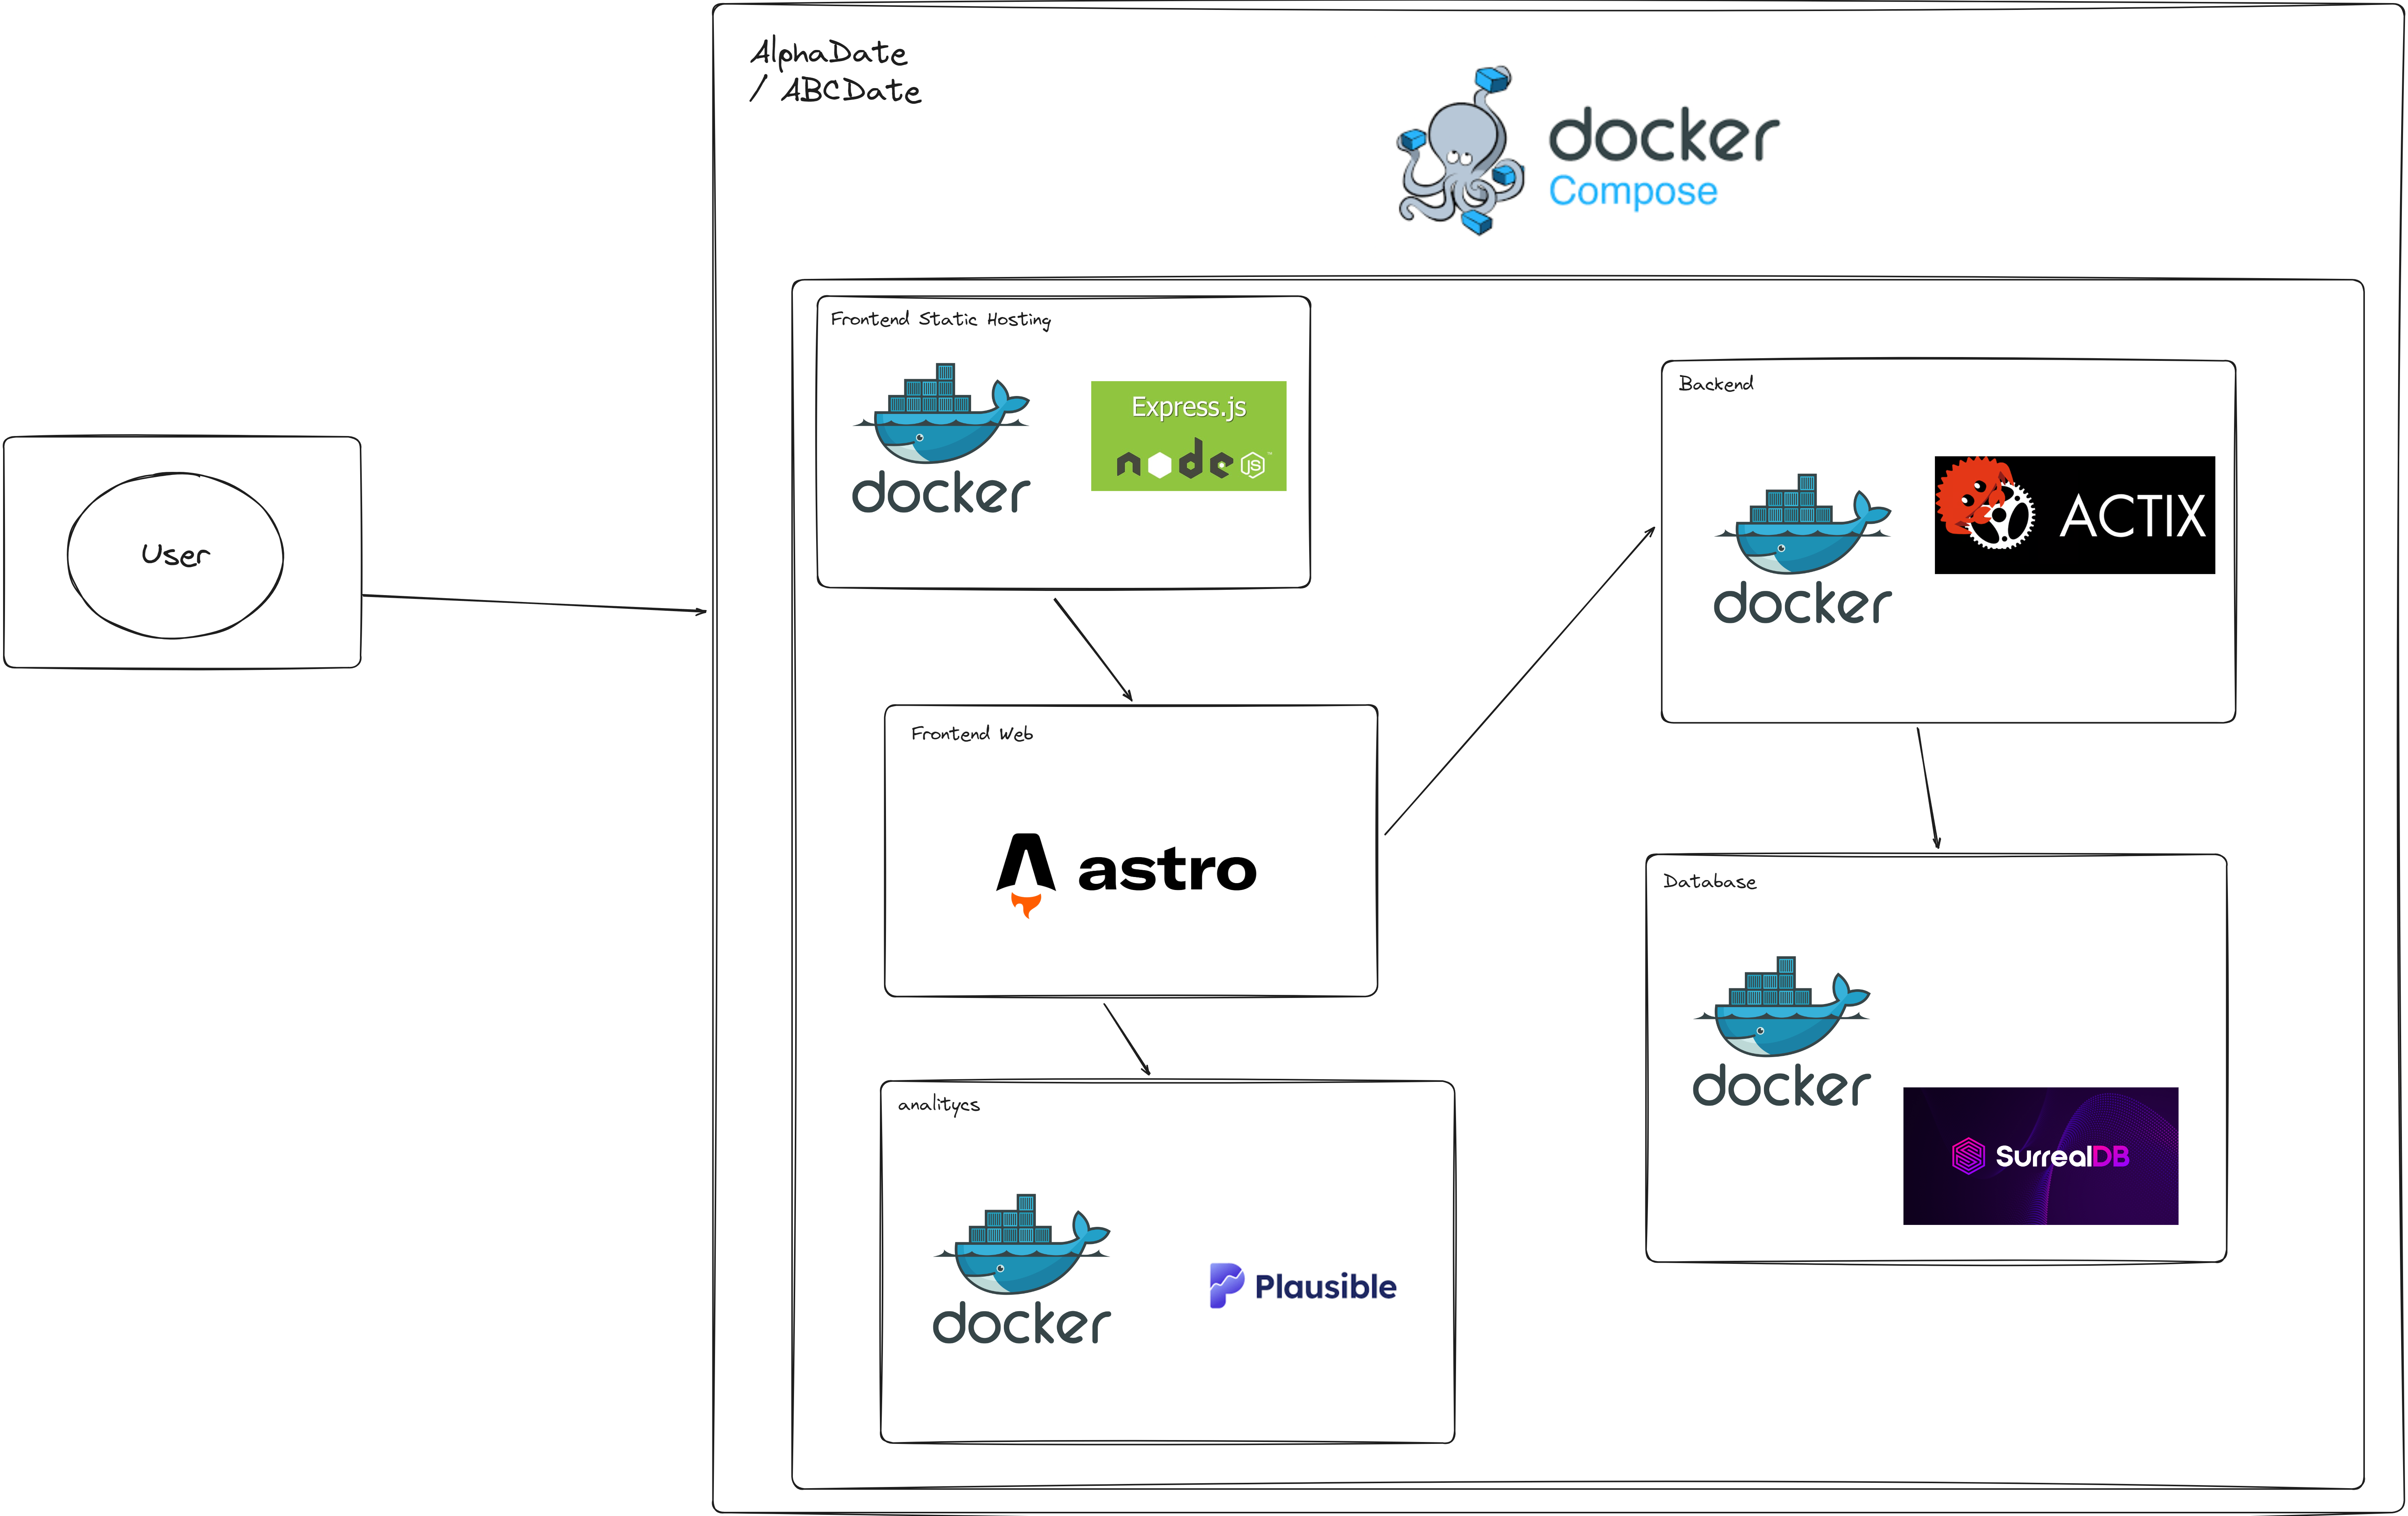 AlphaDate
/ ABCDate
docker
Compose
Frontend Static Hosting
docker
Express.js
node JS ™
Backend
docker
ACTIX
User
Frontend Web
astro
Database
docker
SurrealDB
analitycs
docker
Plausible